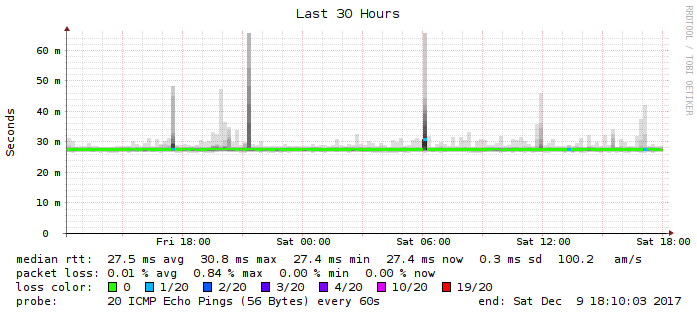 Last 30 Hours
RRDTOOL / TOBI OETIKER
Seconds
60 m
50 m
40 m
30 m
20 m
10 m
0
Fri 18:00 Sat 00:00 Sat 06:00 Sat 12:00 Sat 18:00
median rtt: 27.5 ms avg 30.8 ms max 27.4 ms min 27.4 ms now 0.3 ms sd 100.2 am/s
packet loss: 0.01 % avg 0.84 % max 0.00 % min 0.00 % now
loss color: 0 1/20 2/20 3/20 4/20 10/20 19/20
probe: 20 ICMP Echo Pings (56 Bytes) every 60s end: Sat Dec 9 18:10:03 2017